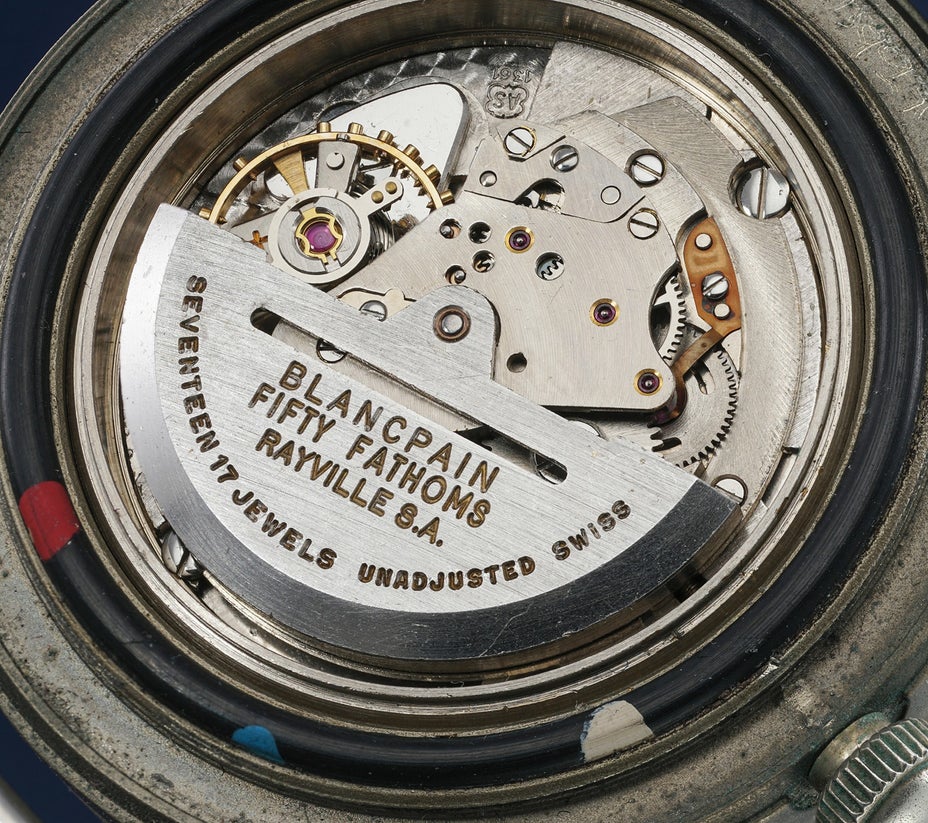 1361
AS
BLANCPAIN
FIFTY FATHOMS
RAYVILLE S.A.
SEVENTEEN 17 JEWELS UNADJUSTED SWISS